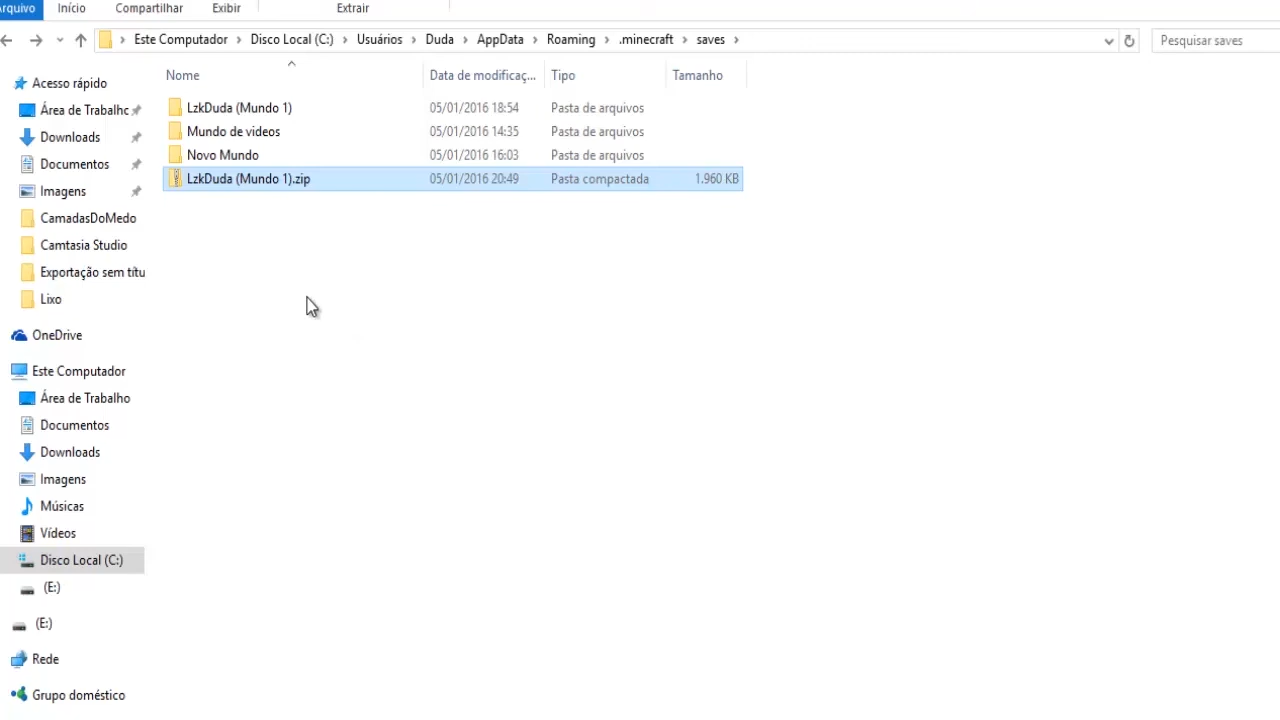 Arquivo Início Compartilhar Exibir Extrair
Este Computador Disco Local (C:) Usuários Duda AppData Roaming .minecraft saves Pesquisar saves
Nome Data de modificaç... Tipo Tamanho
LzkDuda (Mundo 1) 05/01/2016 18:54 Pasta de arquivos
Mundo de videos 05/01/2016 14:35 Pasta de arquivos
Novo Mundo 05/01/2016 16:03 Pasta de arquivos
LzkDuda (Mundo 1).zip 05/01/2016 20:49 Pasta compactada 1.960 KB
Acesso rápido
Área de Trabalho
Downloads
Documentos
Imagens
CamadasDoMedo
Camtasia Studio
Exportação sem títu
Lixo
OneDrive
Este Computador
Área de Trabalho
Documentos
Downloads
Imagens
Músicas
Vídeos
Disco Local (C:)
(E:)
(E:)
Rede
Grupo doméstico